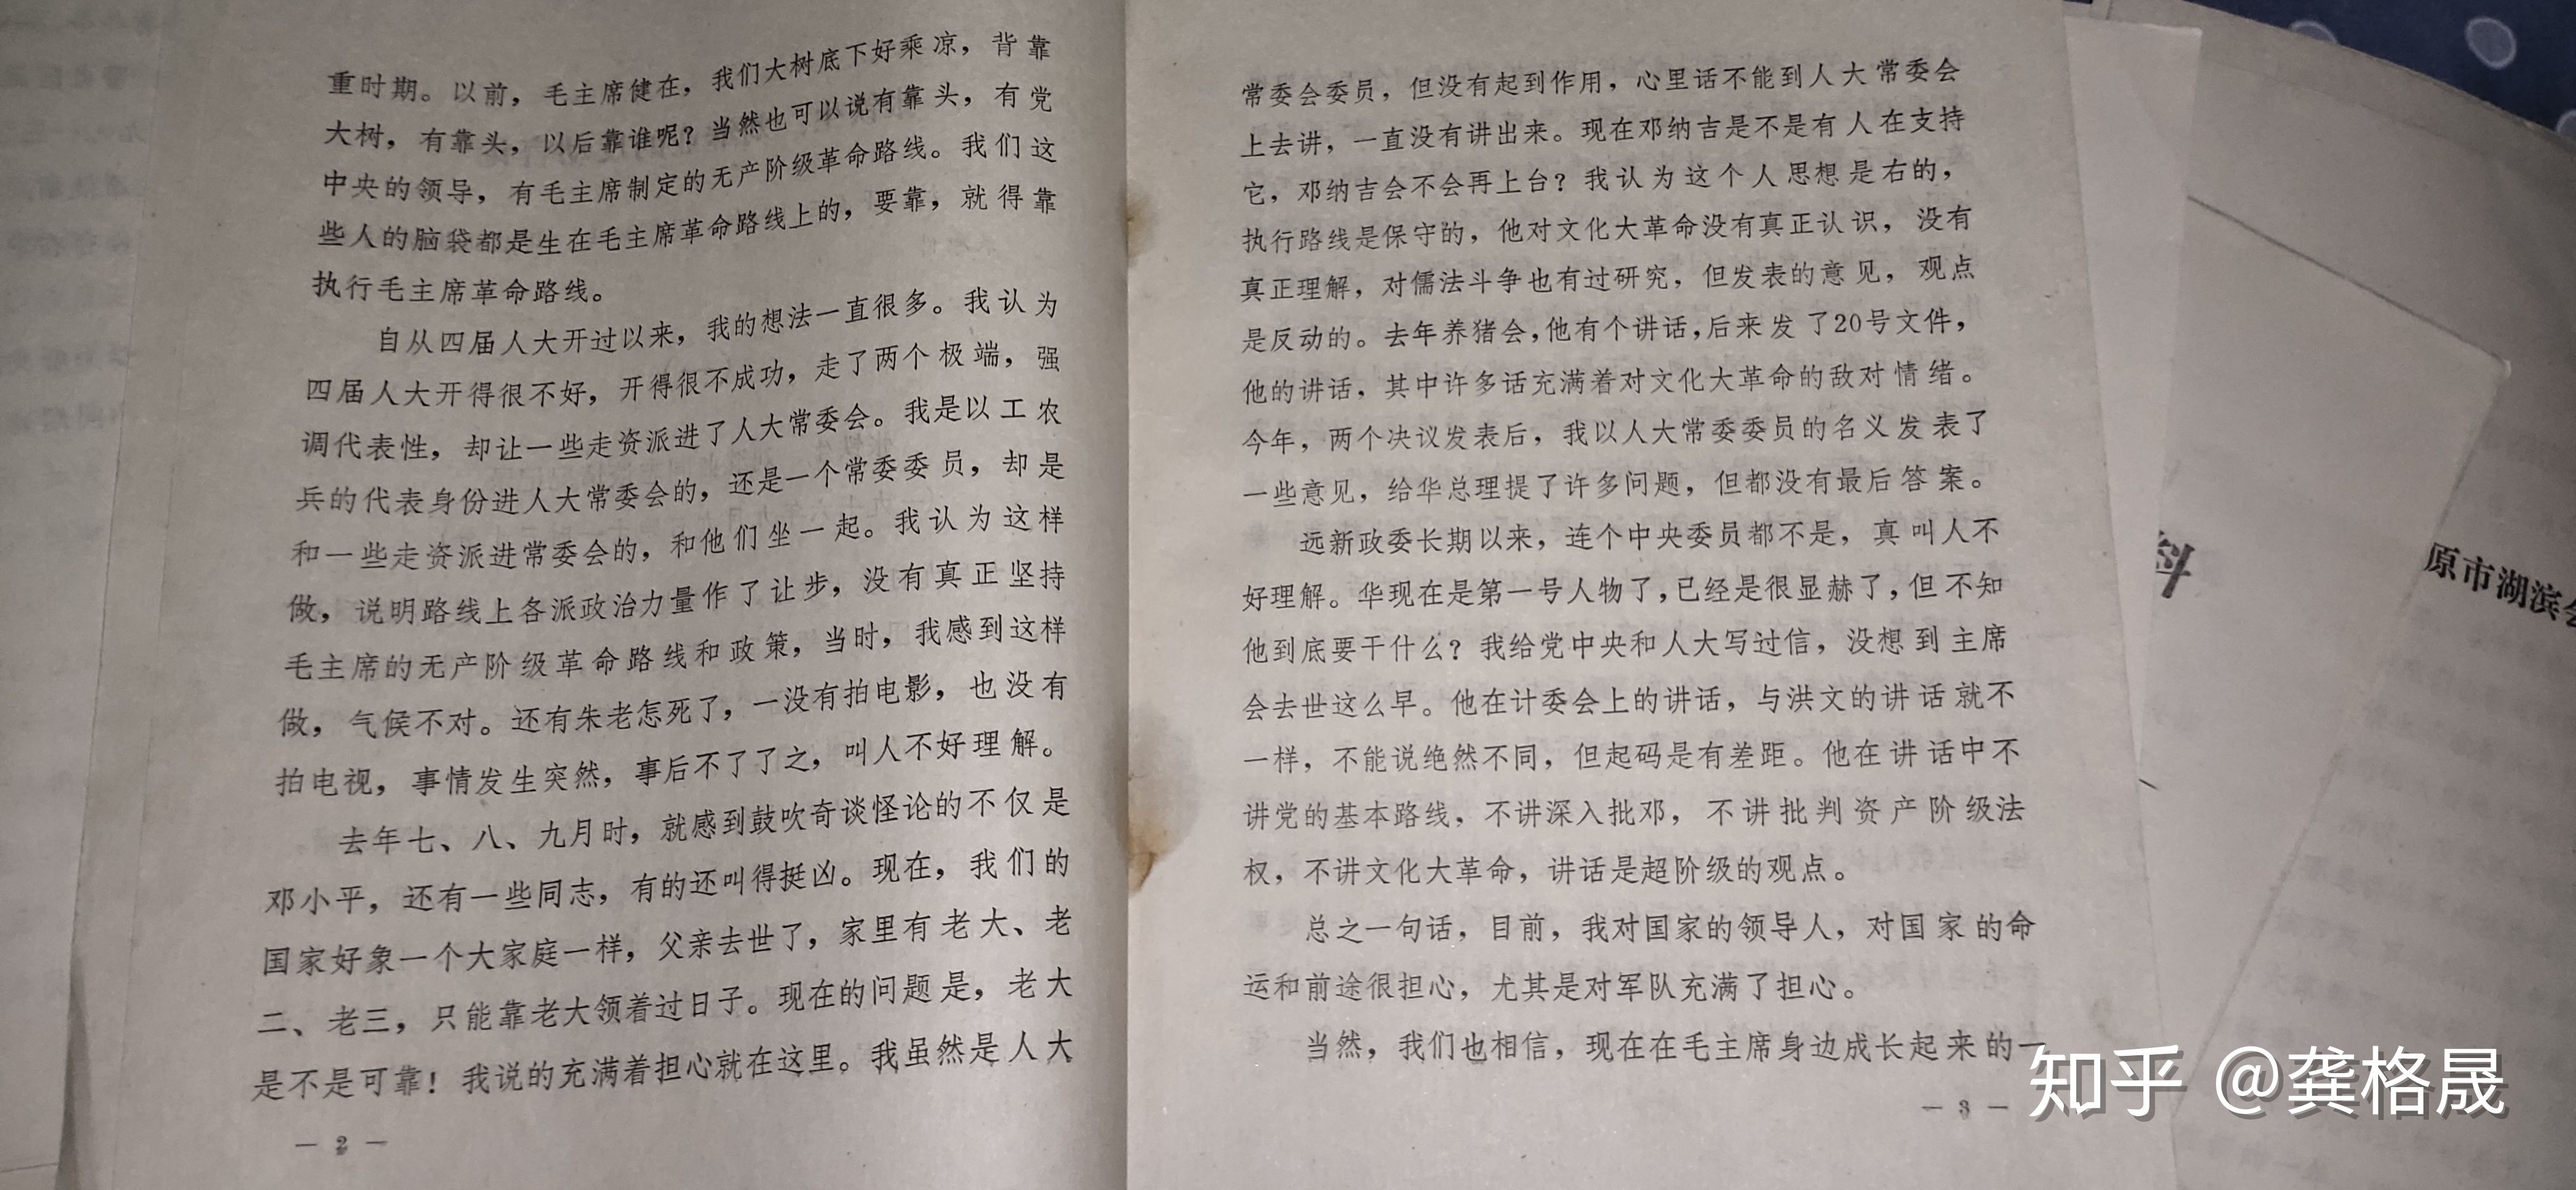 重时期。以前，毛主席健在，我们大树底下好乘凉，背靠
大树，有靠头，以后靠谁呢？当然也可以说有靠头，有党
中央的领导，有毛主席制定的无产阶级革命路线。我们这
些人的脑袋都是生在毛主席革命路线上的，要靠，就得靠
执行毛主席革命路线。
自从四届人大开过以来，我的想法一直很多。我认为
四届人大开得很不好，开得很不成功，走了两个极端，强
调代表性，却让一些走资派进了人大常委会。我是以工农
兵的代表身份进人大常委会的，还是一个常委委员，却是
和一些走资派进常委会的，和他们坐一起。我认为这样
做，说明路线上各派政治力量作了让步，没有真正坚持
毛主席的无产阶级革命路线和政策，当时，我感到这样
做，气候不对。还有朱老怎死了，一没有拍电影，也没有
拍电视，事情发生突然，事后不了了之，叫人不好理解。
去年七、八、九月时，就感到鼓吹奇谈怪论的不仅是
邓小平，还有一些同志，有的还叫得挺凶。现在，我们的
国家好象一个大家庭一样，父亲去世了，家里有老大、老
二、老三，只能靠老大领着过日子。现在的问题是，老大
是不是可靠！我说的充满着担心就在这里。我虽然是人大
— 2 —
常委会委员，但没有起到作用，心里话不能到人大常委会
上去讲，一直没有讲出来。现在邓纳吉是不是有人在支持
它，邓纳吉会不会再上台？我认为这个人思想是右的，
执行路线是保守的，他对文化大革命没有真正认识，没有
真正理解，对儒法斗争也有过研究，但发表的意见，观点
是反动的。去年养猪会，他有个讲话，后来发了20号文件，
他的讲话，其中许多话充满着对文化大革命的敌对情绪。
今年，两个决议发表后，我以人大常委委员的名义发表了
一些意见，给华总理提了许多问题，但都没有最后答案。
远新政委长期以来，连个中央委员都不是，真叫人不
好理解。华现在是第一号人物了，已经是很显赫了，但不知
他到底要干什么？我给党中央和人大写过信，没想到主席
会去世这么早。他在计委会上的讲话，与洪文的讲话就不
一样，不能说绝然不同，但起码是有差距。他在讲话中不
讲党的基本路线，不讲深入批邓，不讲批判资产阶级法
权，不讲文化大革命，讲话是超阶级的观点。
总之一句话，目前，我对国家的领导人，对国家的命
运和前途很担心，尤其是对军队充满了担心。
当然，我们也相信，现在在毛主席身边成长起来的一
— 3 —
科
原市湖滨会
知乎 @龚格晟